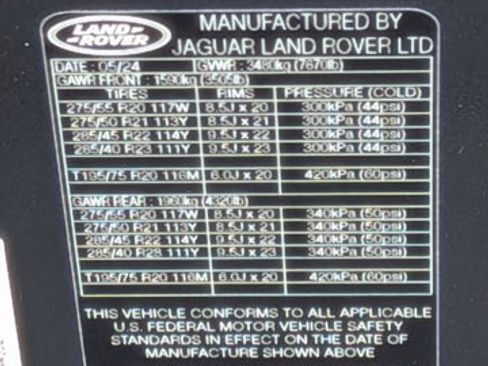 LAND
ROVER
MANUFACTURED BY
JAGUAR LAND ROVER LTD
DATE : 05/24 GVWR : 3480kg (7670lb)
GAWR FRONT : 1590kg (3505lb)
TIRES RIMS PRESSURE (COLD)
275/55 R20 117W 8.5J x 20 300kPa (44psi)
275/50 R21 113Y 8.5J x 21 300kPa (44psi)
285/45 R22 114Y 9.5J x 22 300kPa (44psi)
285/40 R23 111Y 9.5J x 23 300kPa (44psi)
T195/75 R20 116M 6.0J x 20 420kPa (60psi)
GAWR REAR : 1960kg (4320lb)
275/55 R20 117W 8.5J x 20 340kPa (50psi)
275/50 R21 113Y 8.5J x 21 340kPa (50psi)
285/45 R22 114Y 9.5J x 22 340kPa (50psi)
285/40 R23 111Y 9.5J x 23 340kPa (50psi)
T195/75 R20 116M 6.0J x 20 420kPa (60psi)
THIS VEHICLE CONFORMS TO ALL APPLICABLE
U.S. FEDERAL MOTOR VEHICLE SAFETY
STANDARDS IN EFFECT ON THE DATE OF
MANUFACTURE SHOWN ABOVE